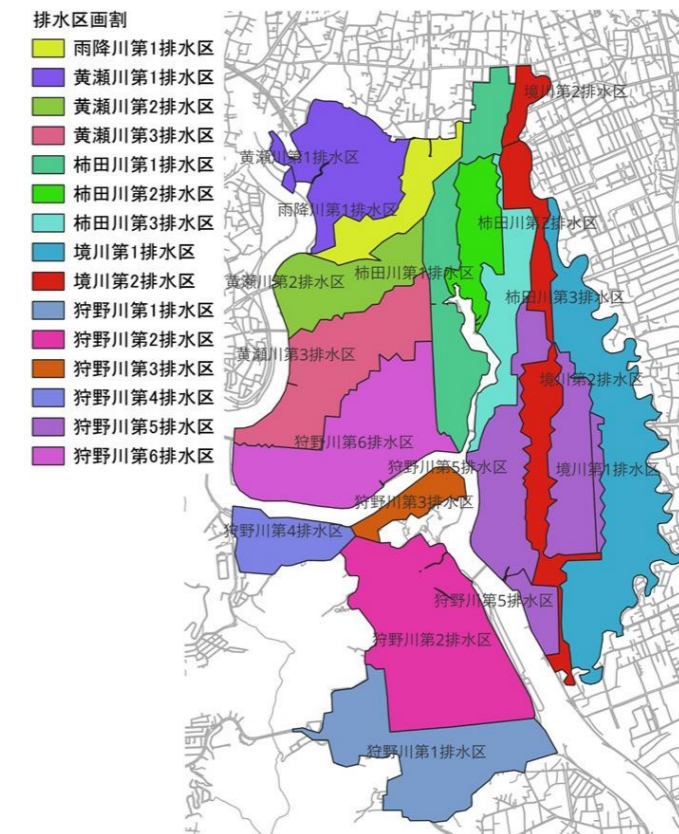 排水区画割
雨降川第1排水区
黄瀬川第1排水区
黄瀬川第2排水区
黄瀬川第3排水区
柿田川第1排水区
柿田川第2排水区
柿田川第3排水区
境川第1排水区
境川第2排水区
狩野川第1排水区
狩野川第2排水区
狩野川第3排水区
狩野川第4排水区
狩野川第5排水区
狩野川第6排水区
境川第2排水区
黄瀬川第1排水区
雨降川第1排水区
柿田川第2排水区
柿田川第1排水区
黄瀬川第2排水区
柿田川第3排水区
黄瀬川第3排水区
境川第2排水区
狩野川第6排水区
狩野川第5排水区
境川第1排水区
狩野川第3排水区
狩野川第4排水区
狩野川第5排水区
狩野川第2排水区
狩野川第1排水区